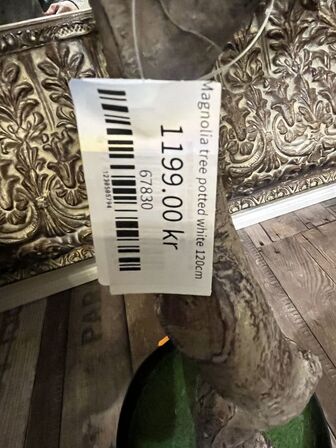 Magnolia tree potted white 120cm
1199.00 kr
67830